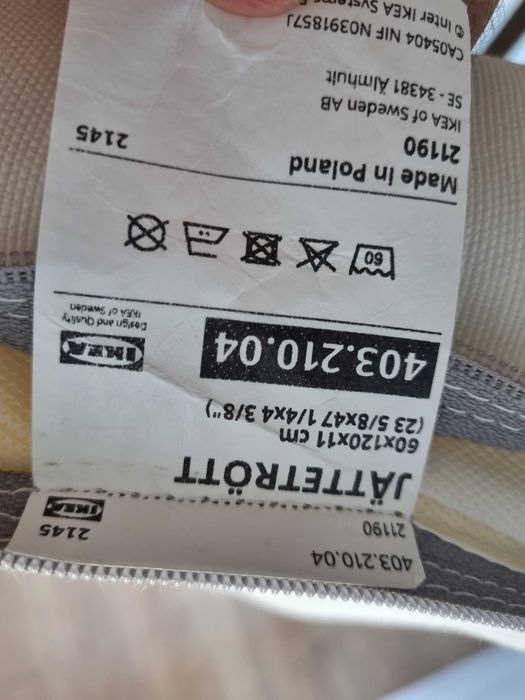 403.210.04
21190 2145
IKEA
JÄTTETRÖTT
60x120x11 cm
(23 5/8x47 1/4x4 3/8")
403.210.04 IKEA
Design and Quality
IKEA of Sweden
60
Made in Poland
21190 2145
IKEA of Sweden AB
SE - 34381 Älmhult
CA05404 NIF N0391857J
© Inter IKEA Systems